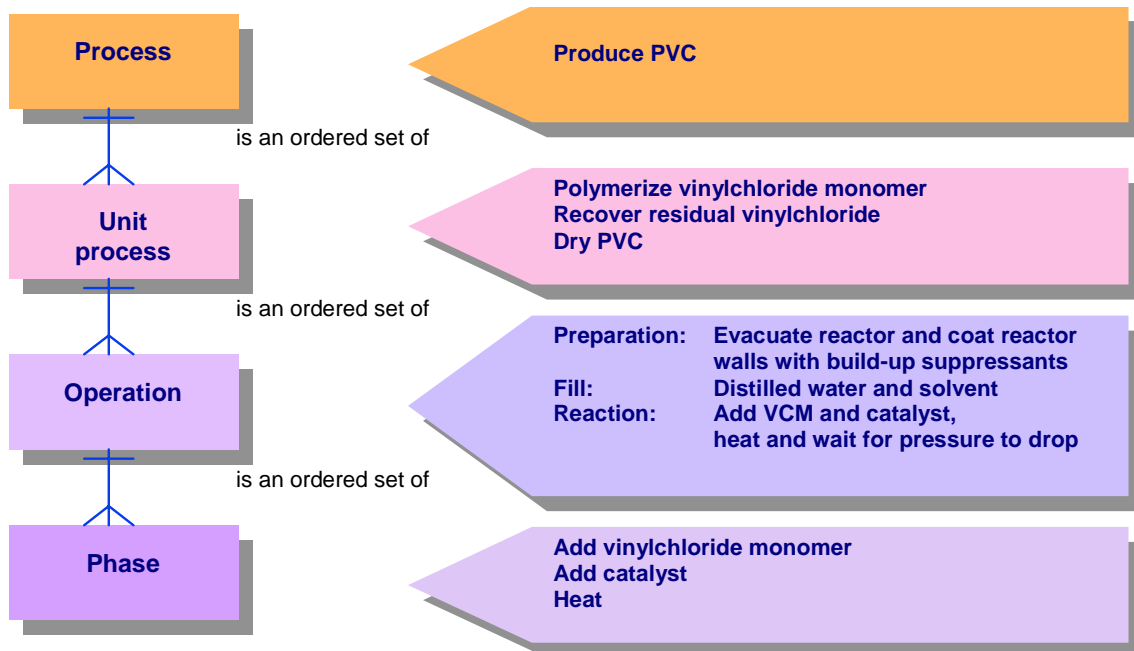 Process
Produce PVC
is an ordered set of
Unit
process
Polymerize vinylchloride monomer
Recover residual vinylchloride
Dry PVC
is an ordered set of
Operation
Preparation: Evacuate reactor and coat reactor
walls with build-up suppressants
Fill: Distilled water and solvent
Reaction: Add VCM and catalyst,
heat and wait for pressure to drop
is an ordered set of
Phase
Add vinylchloride monomer
Add catalyst
Heat